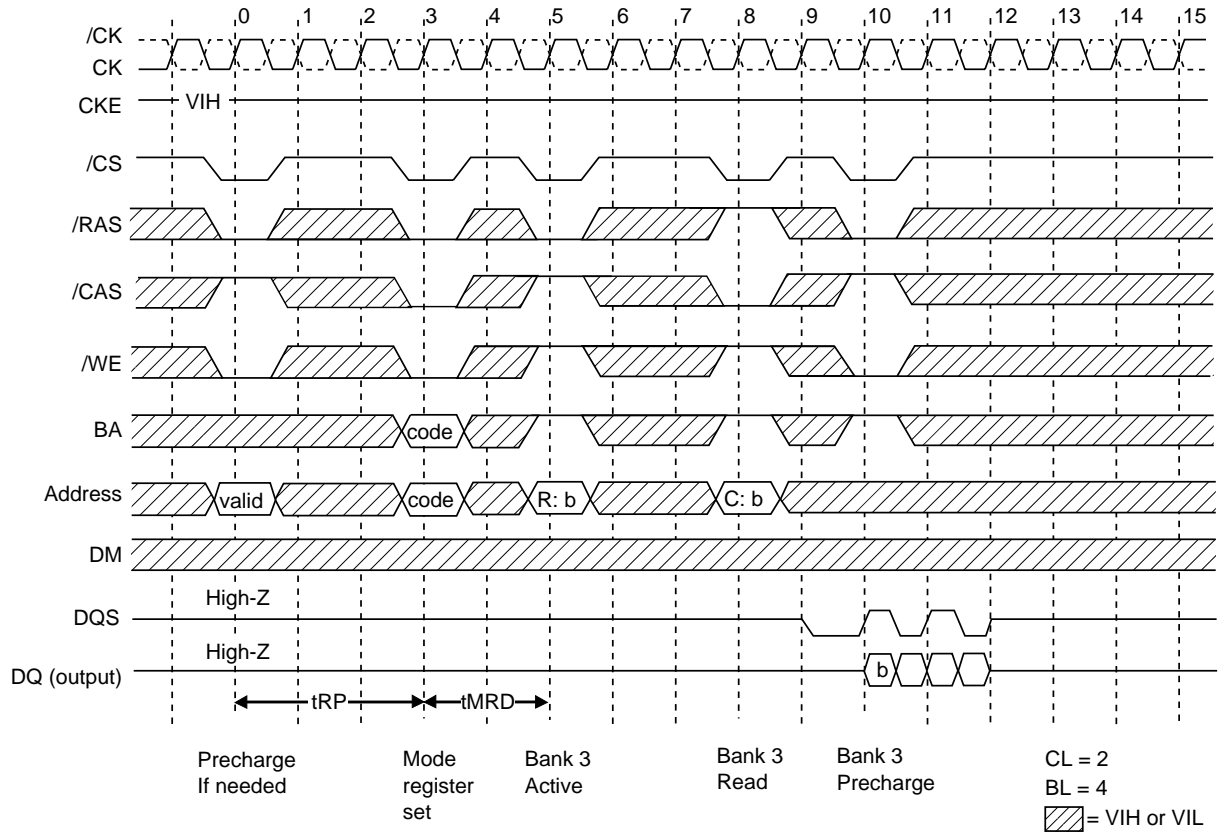 0 1 2 3 4 5 6 7 8 9 10 11 12 13 14 15
/CK
CK
CKE
VIH
/CS
/RAS
/CAS
/WE
BA
code
Address
valid
code
R: b
C: b
DM
High-Z
DQS
High-Z
DQ (output)
b
tRP
tMRD
Precharge
If needed
Mode
register
set
Bank 3
Active
Bank 3
Read
Bank 3
Precharge
CL = 2
BL = 4
= VIH or VIL